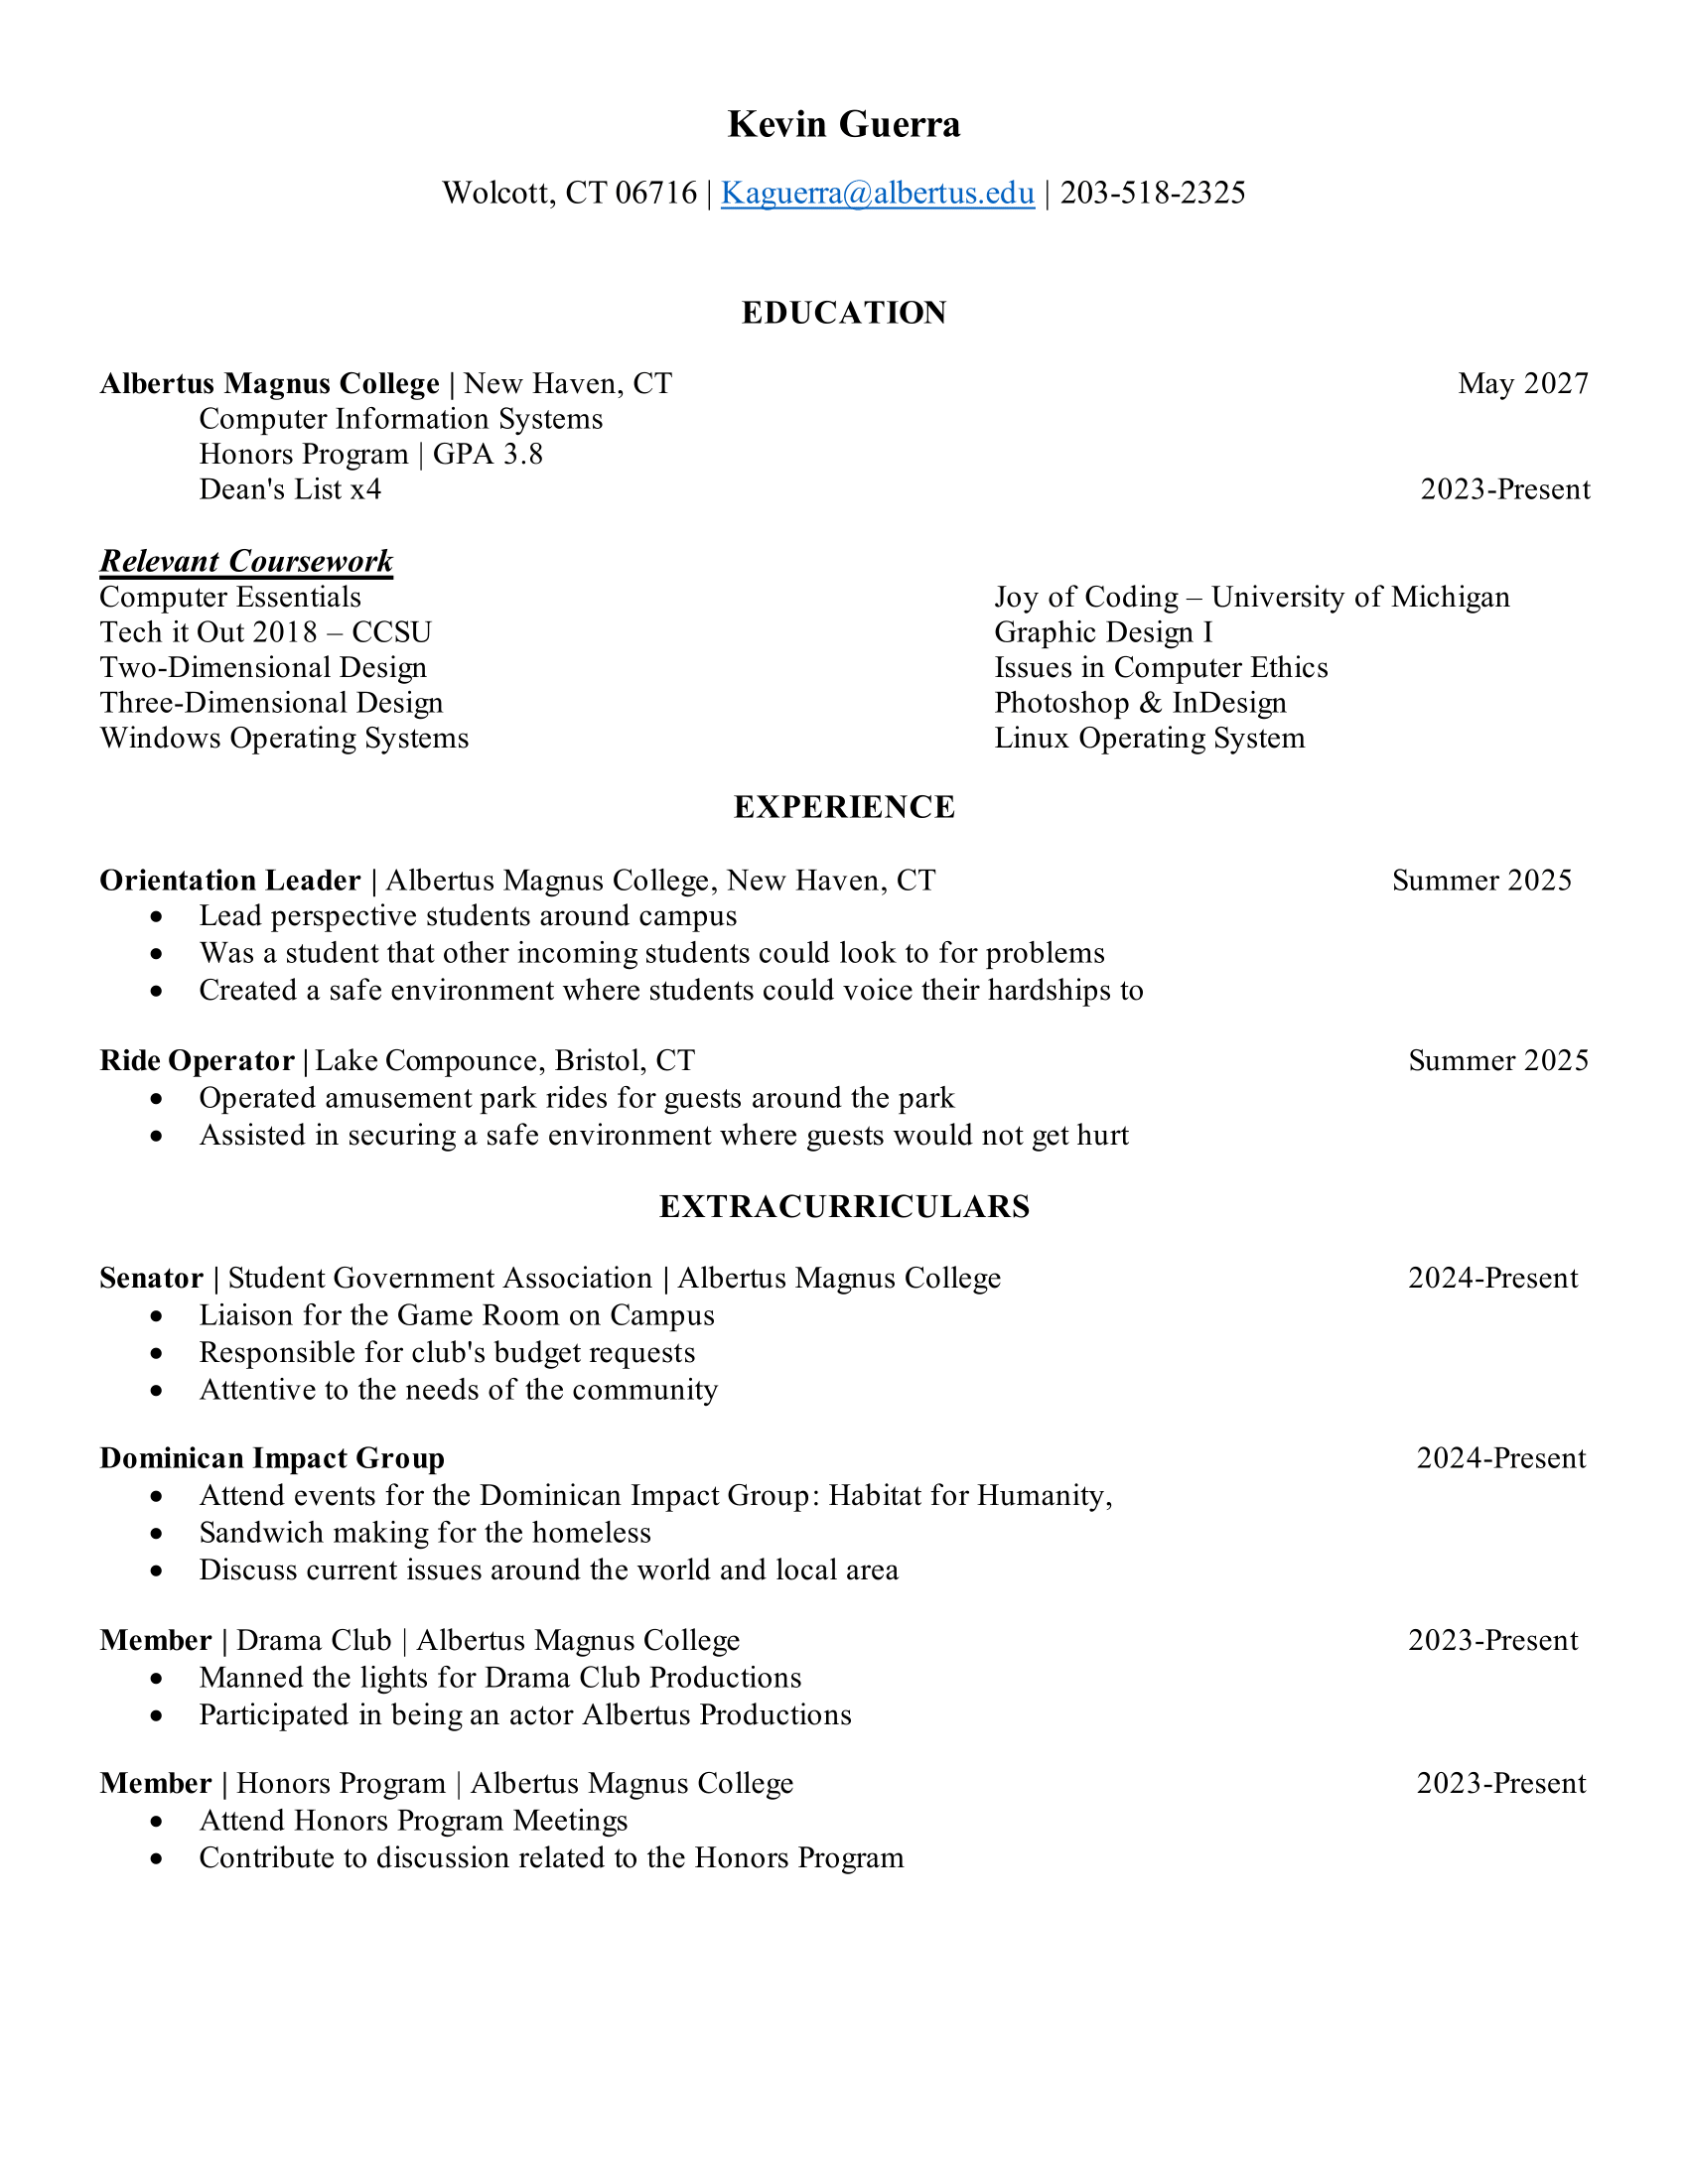 Kevin Guerra
Wolcott, CT 06716 | Kaguerra@albertus.edu | 203-518-2325
EDUCATION
Albertus Magnus College | New Haven, CT May 2027
Computer Information Systems
Honors Program | GPA 3.8
Dean's List x4 2023-Present
Relevant Coursework
Computer Essentials Joy of Coding – University of Michigan
Tech it Out 2018 – CCSU Graphic Design I
Two-Dimensional Design Issues in Computer Ethics
Three-Dimensional Design Photoshop & InDesign
Windows Operating Systems Linux Operating System
EXPERIENCE
Orientation Leader | Albertus Magnus College, New Haven, CT Summer 2025
• Lead perspective students around campus
• Was a student that other incoming students could look to for problems
• Created a safe environment where students could voice their hardships to
Ride Operator | Lake Compounce, Bristol, CT Summer 2025
• Operated amusement park rides for guests around the park
• Assisted in securing a safe environment where guests would not get hurt
EXTRACURRICULARS
Senator | Student Government Association | Albertus Magnus College 2024-Present
• Liaison for the Game Room on Campus
• Responsible for club's budget requests
• Attentive to the needs of the community
Dominican Impact Group 2024-Present
• Attend events for the Dominican Impact Group: Habitat for Humanity,
• Sandwich making for the homeless
• Discuss current issues around the world and local area
Member | Drama Club | Albertus Magnus College 2023-Present
• Manned the lights for Drama Club Productions
• Participated in being an actor Albertus Productions
Member | Honors Program | Albertus Magnus College 2023-Present
• Attend Honors Program Meetings
• Contribute to discussion related to the Honors Program